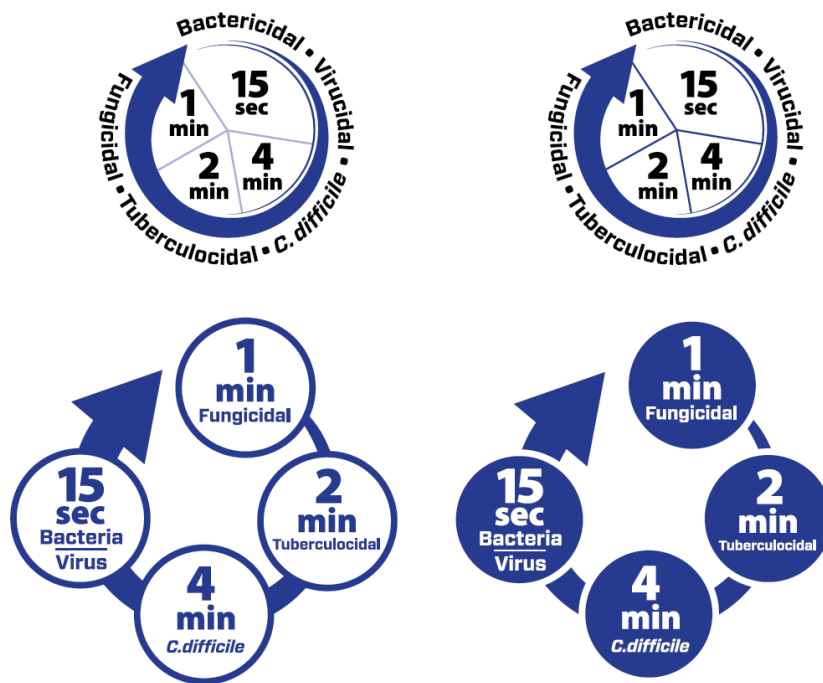 Bactericidal • Virucidal • C. difficile • Tuberculocidal • Fungicidal
15
sec
1
min
2
min
4
min
Bactericidal • Virucidal • C. difficile • Tuberculocidal • Fungicidal
15
sec
1
min
2
min
4
min
1
min
Fungicidal
2
min
Tuberculocidal
4
min
C.difficile
15
sec
Bacteria
Virus
1
min
Fungicidal
2
min
Tuberculocidal
4
min
C.difficile
15
sec
Bacteria
Virus